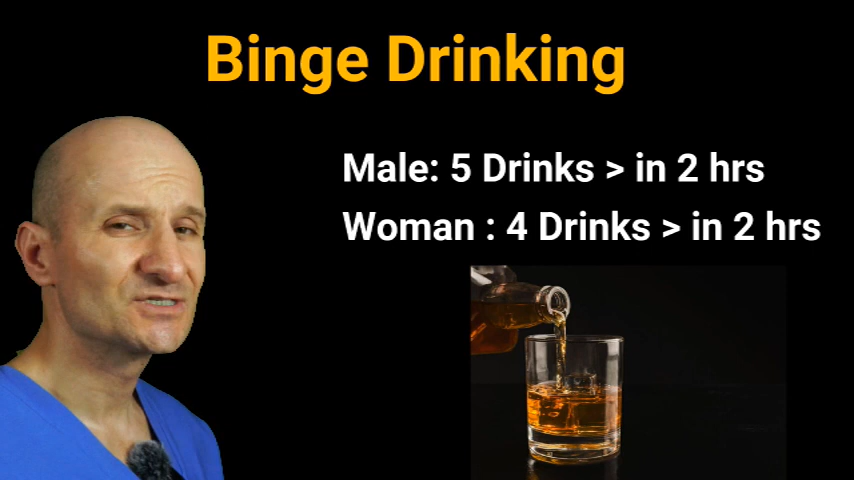 Binge Drinking
Male: 5 Drinks > in 2 hrs
Woman : 4 Drinks > in 2 hrs